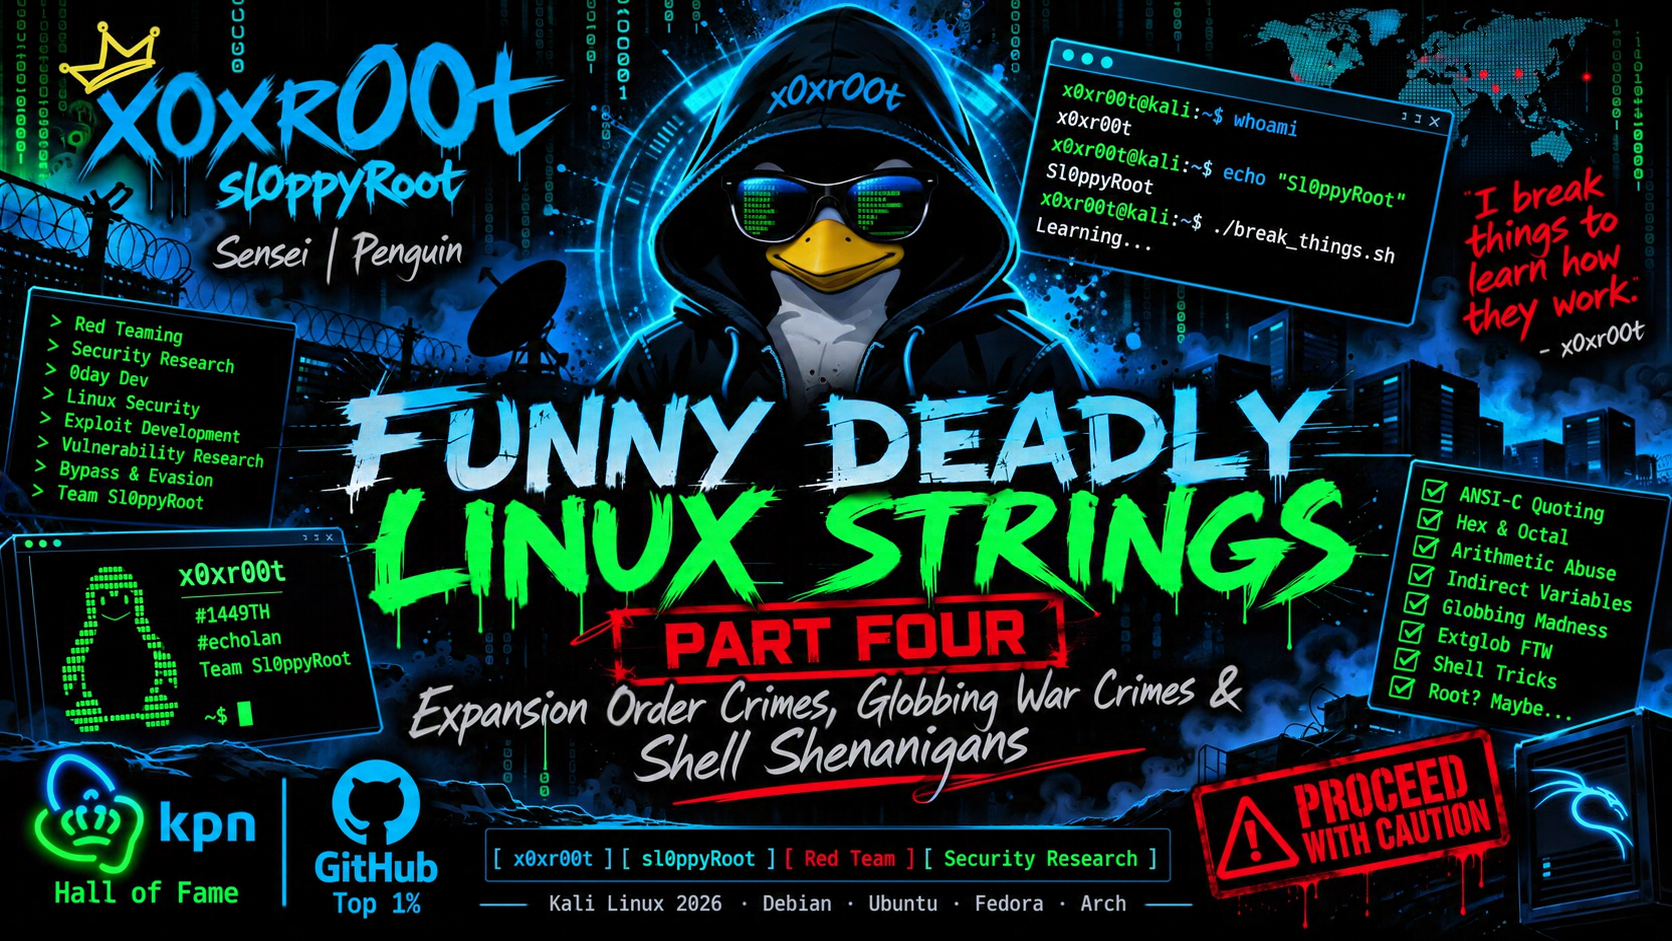 x0xr00t
sl0ppyRoot
Sensei | Penguin
x0xr00t
x0xr00t@kali:~$ whoami
x0xr00t
x0xr00t@kali:~$ echo "Sl0ppyRoot"
Sl0ppyRoot
x0xr00t@kali:~$ ./break_things.sh
Learning...
"I break
things to
learn how
they work."
- x0xr00t
> Red Teaming
> Security Research
> 0day Dev
> Linux Security
> Exploit Development
> Vulnerability Research
> Bypass & Evasion
> Team Sl0ppyRoot
FUNNY DEADLY
LINUX STRINGS
PART FOUR
Expansion Order Crimes, Globbing War Crimes &
Shell Shenanigans
x0xr00t
#1449TH
#echolan
Team Sl0ppyRoot
~$
ANSI-C Quoting
Hex & Octal
Arithmetic Abuse
Indirect Variables
Globbing Madness
Extglob FTW
Shell Tricks
Root? Maybe...
PROCEED
WITH CAUTION
kpn
Hall of Fame
GitHub
Top 1%
[ x0xr00t ] [ sl0ppyRoot ] [ Red Team ] [ Security Research ]
Kali Linux 2026 · Debian · Ubuntu · Fedora · Arch